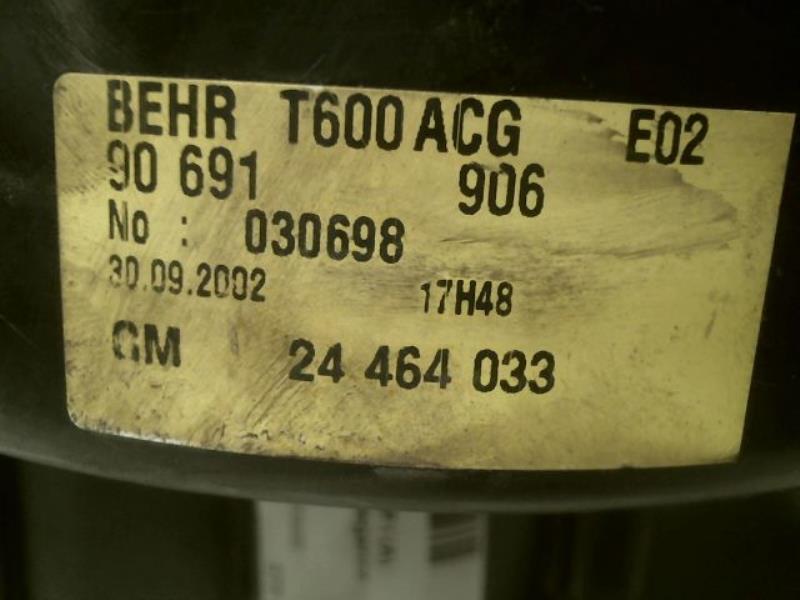 BEHR T600 ACG E02
90 691 906
No : 030698
30.09.2002 17H48
GM 24 464 033